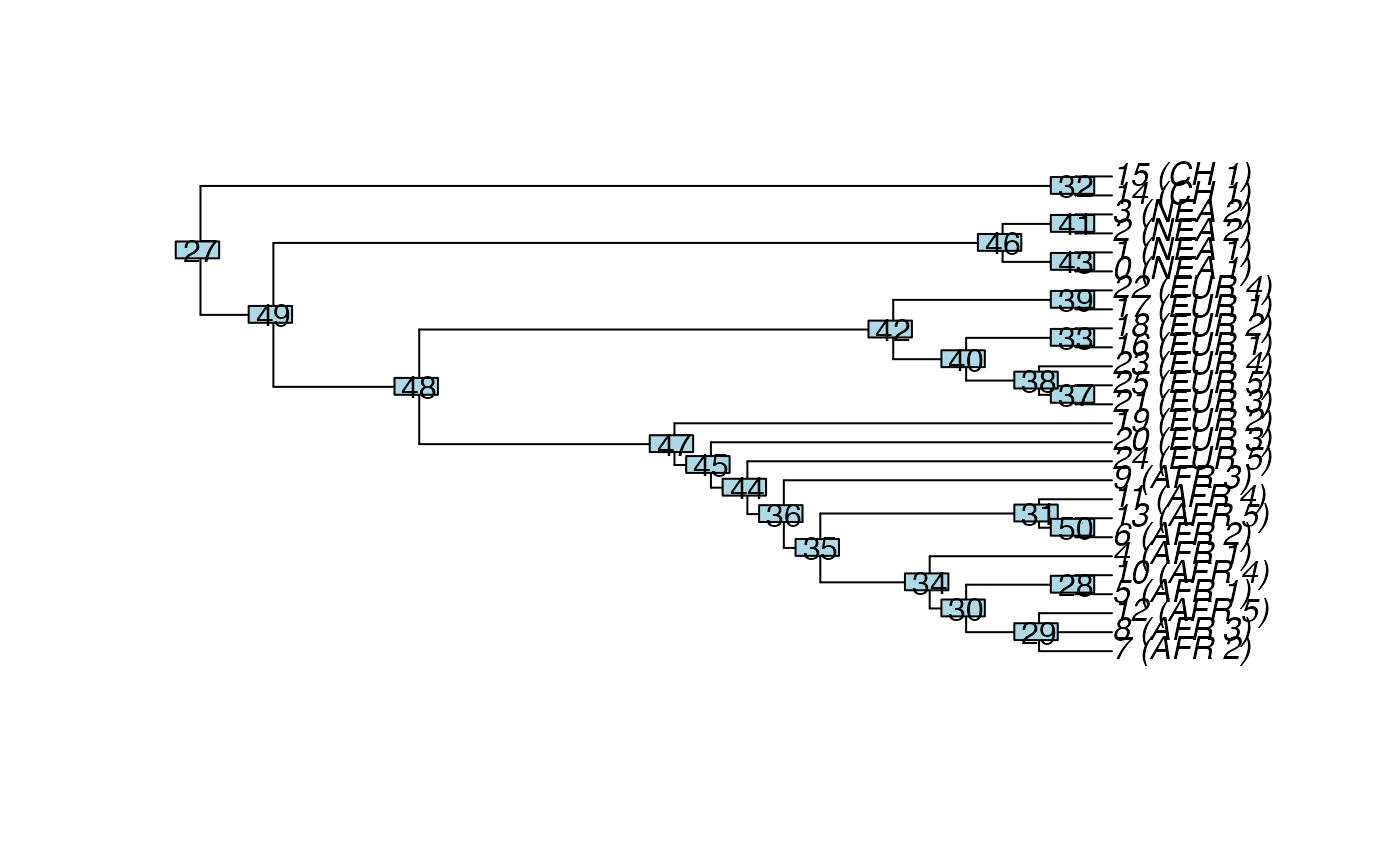 15 (CH 1)
32
14 (CH 1)
3 (NEA 2)
41
2 (NEA 2)
46
27
1 (NEA 1)
43
0 (NEA 1)
22 (EUR 4)
39
17 (EUR 1)
49
18 (EUR 2)
42
33
16 (EUR 1)
40
23 (EUR 4)
38
25 (EUR 5)
48
37
21 (EUR 3)
19 (EUR 2)
47
20 (EUR 3)
45
24 (EUR 5)
9 (AFR 3)
44
11 (AFR 4)
36
31
13 (AFR 5)
50
6 (AFR 2)
35
4 (AFR 1)
10 (AFR 4)
34
28
5 (AFR 1)
30
12 (AFR 5)
29
8 (AFR 3)
7 (AFR 2)